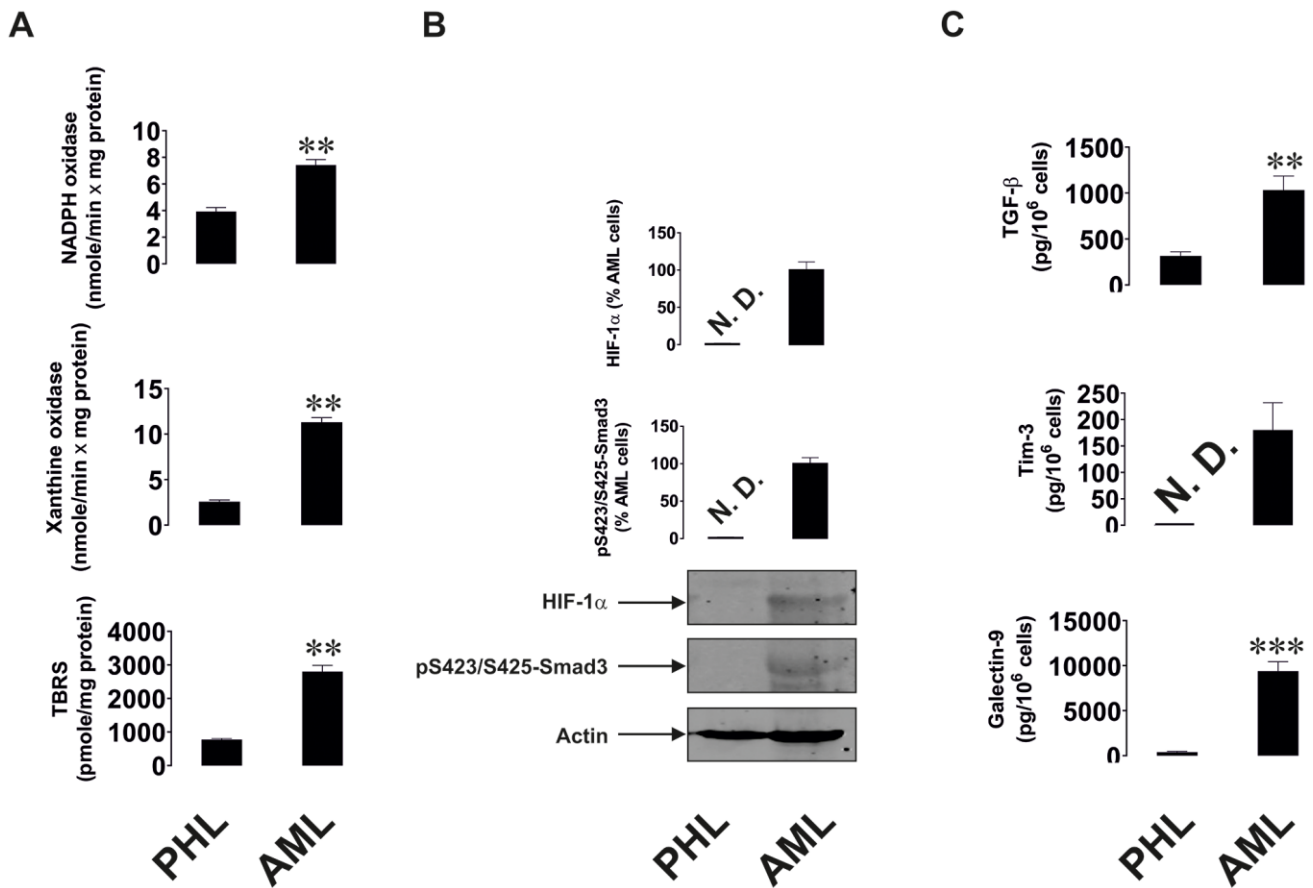 A
NADPH oxidase
(nmole/min x mg protein)
10
8
6
4
2
0
**
Xanthine oxidase
(nmole/min x mg protein)
15
10
5
0
**
TBRS
(pmole/mg protein)
4000
3000
2000
1000
0
**
PHL
AML
B
HIF-1α (% AML cells)
150
100
50
0
N. D.
pS423/S425-Smad3
(% AML cells)
150
100
50
0
N. D.
HIF-1α
pS423/S425-Smad3
Actin
PHL
AML
C
TGF-β
(pg/10⁶ cells)
1500
1000
500
0
**
Tim-3
(pg/10⁶ cells)
250
200
150
100
50
0
N. D.
Galectin-9
(pg/10⁶ cells)
15000
10000
5000
0
***
PHL
AML